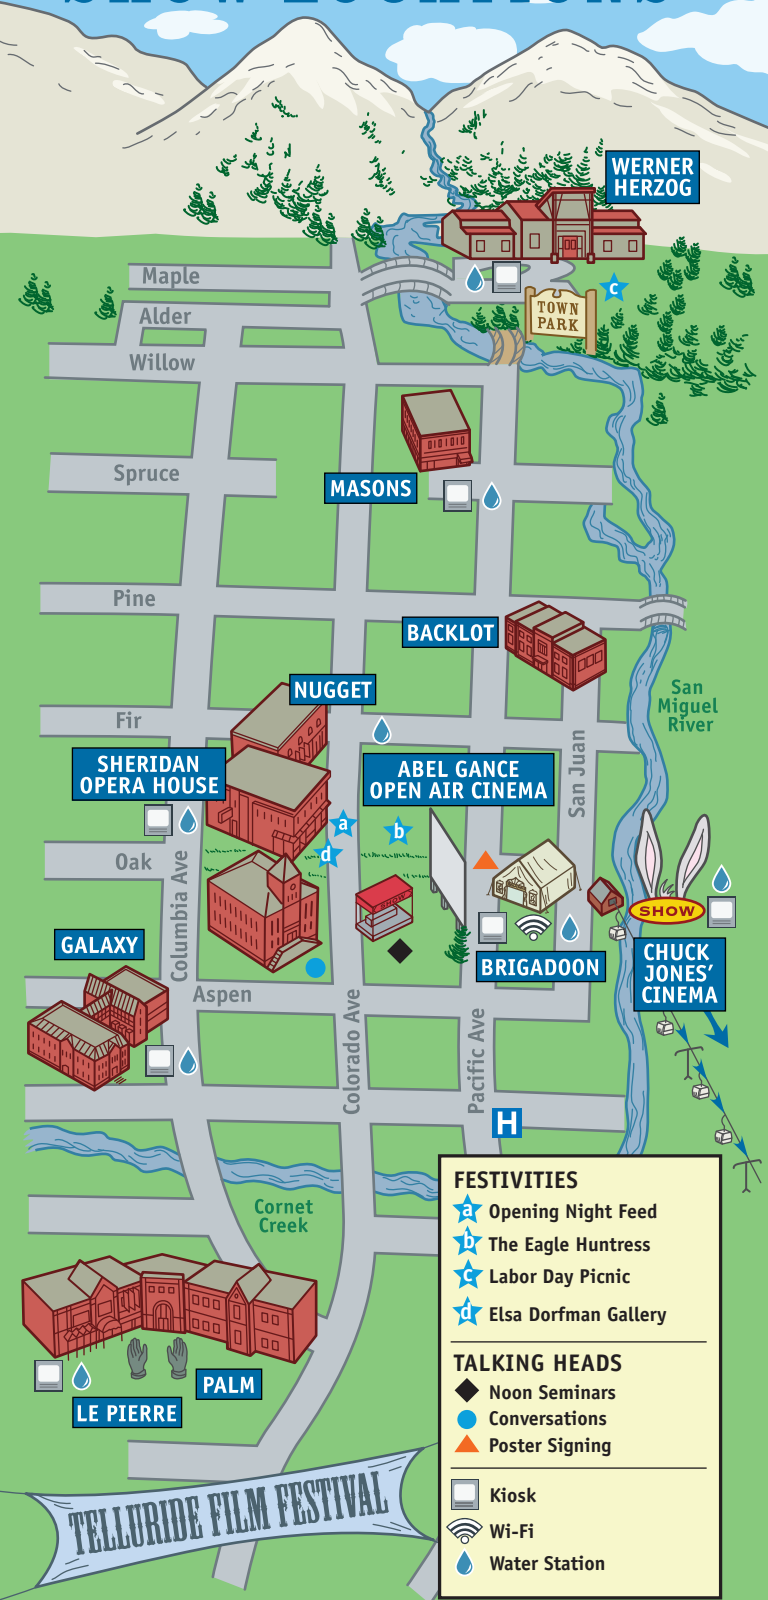 SHOW LOCATIONS
WERNER
HERZOG
Maple
c
TOWN
PARK
Alder
Willow
Spruce
MASONS
Pine
BACKLOT
NUGGET
San
Miguel
River
Fir
SHERIDAN
OPERA HOUSE
ABEL GANCE
OPEN AIR CINEMA
San Juan
a
b
d
Oak
Columbia Ave
SHOW
SHOW
GALAXY
BRIGADOON
CHUCK
JONES'
CINEMA
Aspen
Colorado Ave
Pacific Ave
H
Cornet
Creek
PALM
LE PIERRE
TELLURIDE FILM FESTIVAL
FESTIVITIES
a Opening Night Feed
b The Eagle Huntress
c Labor Day Picnic
d Elsa Dorfman Gallery
TALKING HEADS
Noon Seminars
Conversations
Poster Signing
Kiosk
Wi-Fi
Water Station